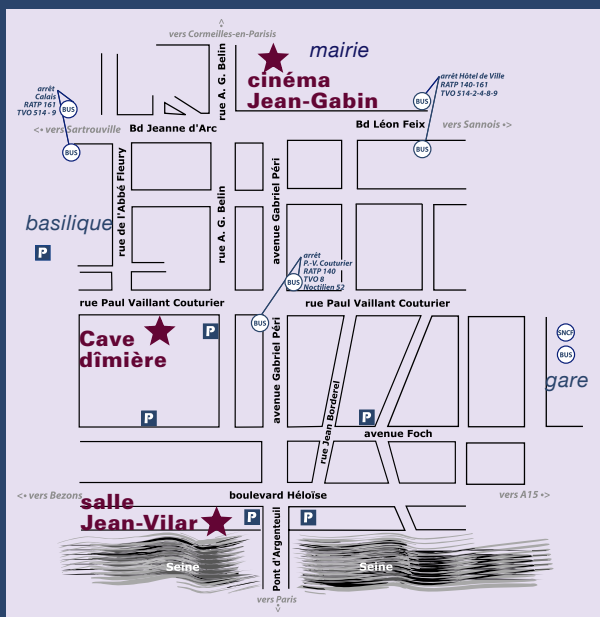 vers Cormeilles-en-Parisis
rue A. G. Belin
mairie
cinéma
Jean-Gabin
arrêt
Calais
RATP 161
TVO 514 - 9
BUS
BUS
arrêt Hôtel de Ville
RATP 140-161
TVO 514-2-4-8-9
BUS
BUS
<• vers Sartrouville
Bd Jeanne d'Arc
Bd Léon Feix
vers Sannois •>
rue de l'Abbé Fleury
rue A. G. Belin
avenue Gabriel Péri
basilique
P
arrêt
P.-V. Couturier
RATP 140
TVO 8
Noctilien 52
BUS
BUS
rue Paul Vaillant Couturier
rue Paul Vaillant Couturier
Cave
dîmière
P
P
avenue Gabriel Péri
rue Jean Borderel
P
avenue Foch
SNCF
BUS
gare
<• vers Bezons
boulevard Héloïse
vers A15 •>
salle
Jean-Vilar
P
P
Pont d'Argenteuil
Seine
Seine
vers Paris